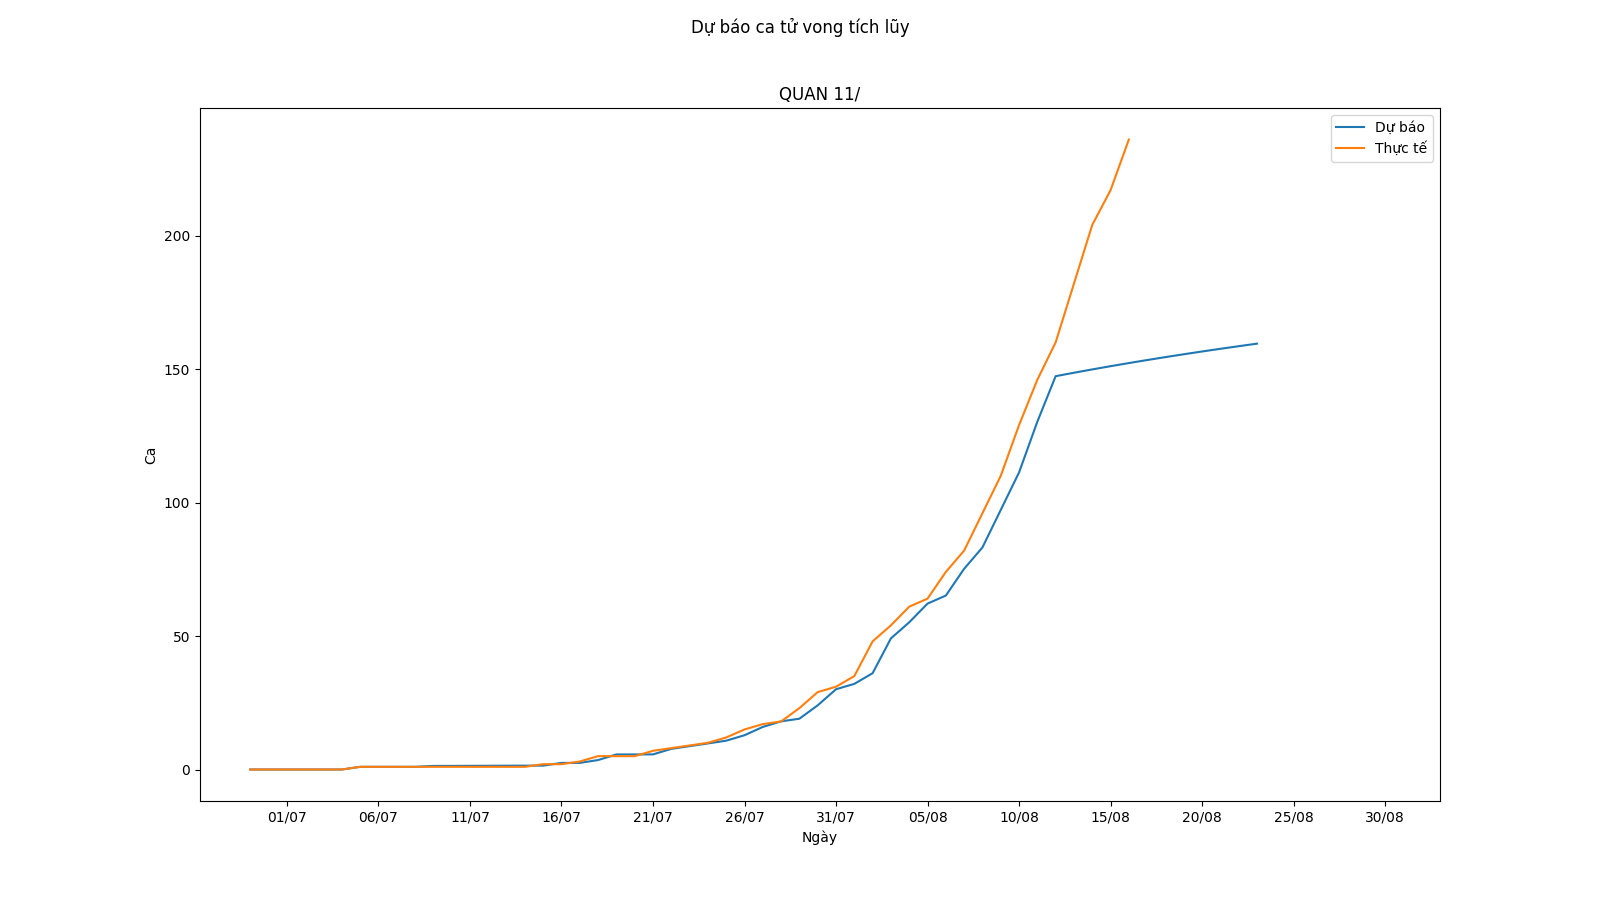 Dự báo ca tử vong tích lũy
QUAN 11/
Dự báo
Thực tế
200
150
100
50
0
Ca
01/07 06/07 11/07 16/07 21/07 26/07 31/07 05/08 10/08 15/08 20/08 25/08 30/08
Ngày